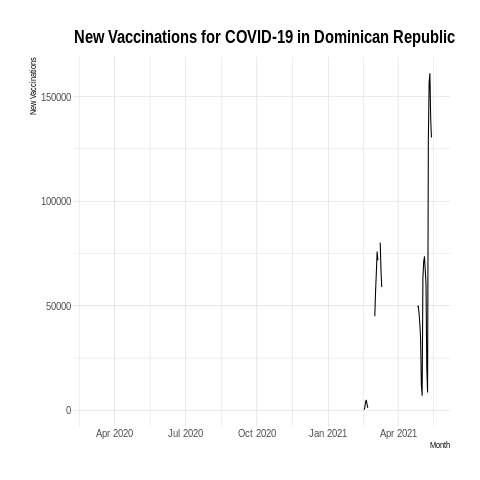 New Vaccinations for COVID-19 in Dominican Republic
New Vaccinations
150000
100000
50000
0
Apr 2020 Jul 2020 Oct 2020 Jan 2021 Apr 2021
Month